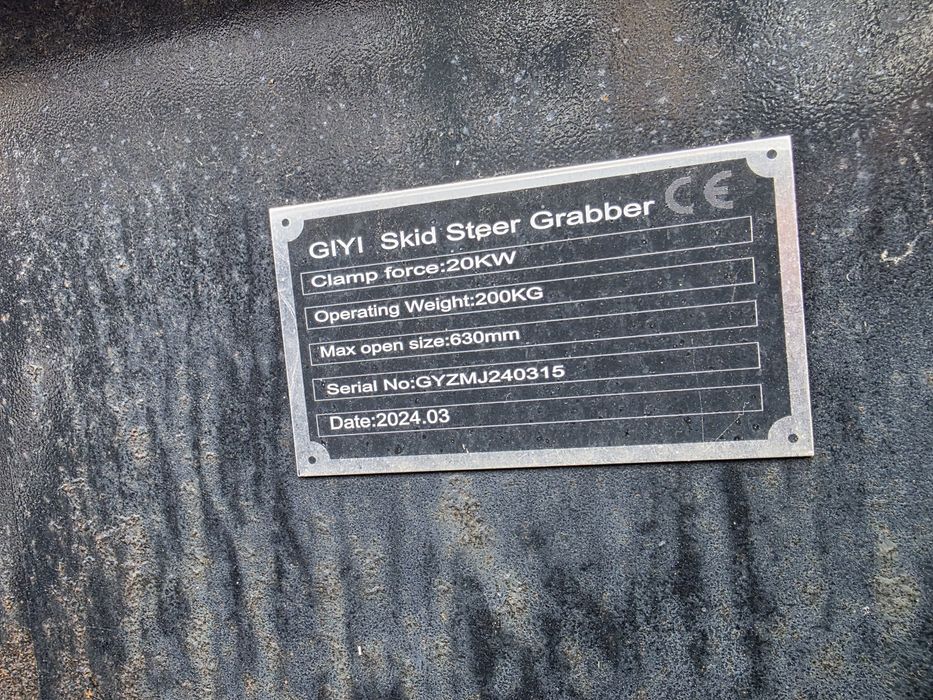 GIYI Skid Steer Grabber CE
Clamp force:20KW
Operating Weight:200KG
Max open size:630mm
Serial No:GYZMJ240315
Date:2024.03